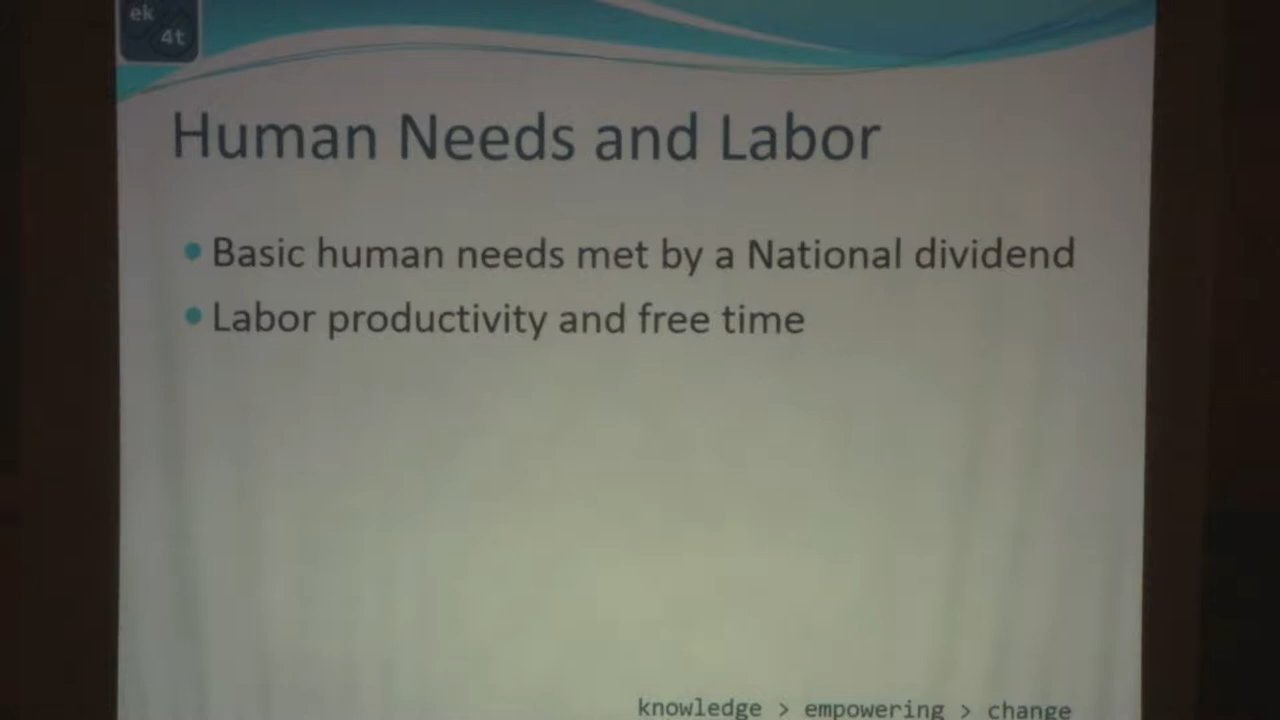 ek
4t
Human Needs and Labor
Basic human needs met by a National dividend
Labor productivity and free time
knowledge > empowering > change